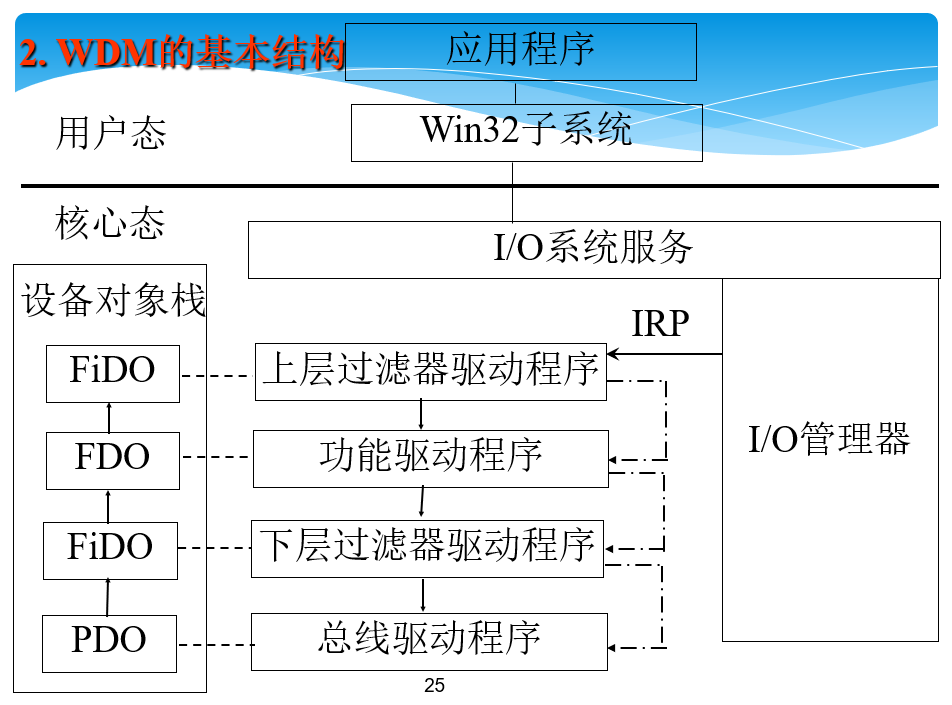 2. WDM的基本结构
应用程序
用户态
Win32子系统
核心态
I/O系统服务
设备对象栈
IRP
FiDO
上层过滤器驱动程序
I/O管理器
FDO
功能驱动程序
FiDO
下层过滤器驱动程序
PDO
总线驱动程序
25